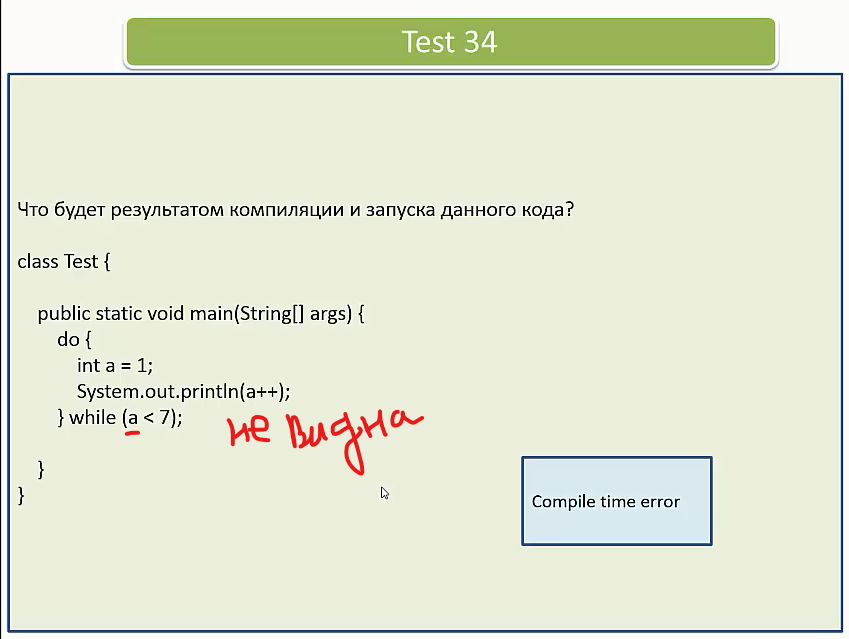 Test 34
Что будет результатом компиляции и запуска данного кода?
class Test {
public static void main(String[] args) {
do {
int a = 1;
System.out.println(a++);
} while (a < 7);
не видна
}
}
Compile time error